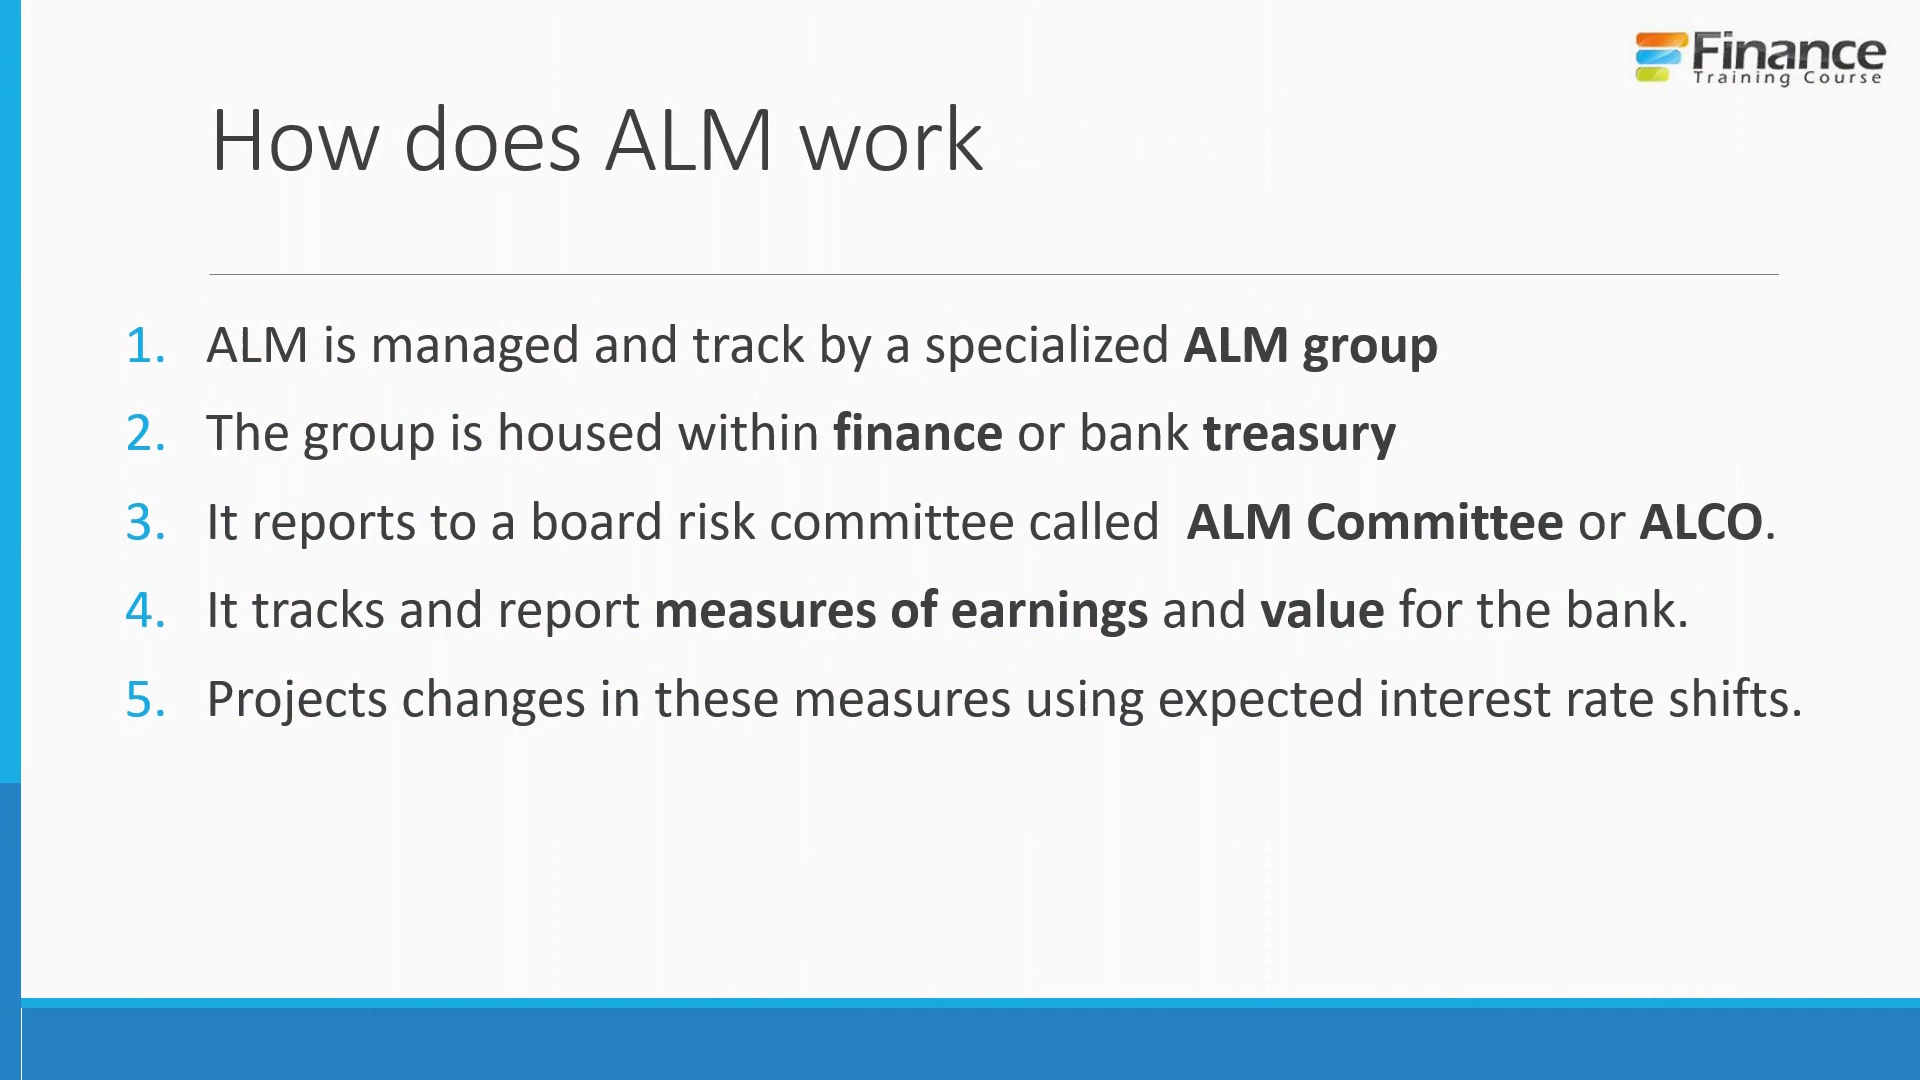 Finance
Training Course
How does ALM work
1. ALM is managed and track by a specialized ALM group
2. The group is housed within finance or bank treasury
3. It reports to a board risk committee called  ALM Committee or ALCO.
4. It tracks and report measures of earnings and value for the bank.
5. Projects changes in these measures using expected interest rate shifts.